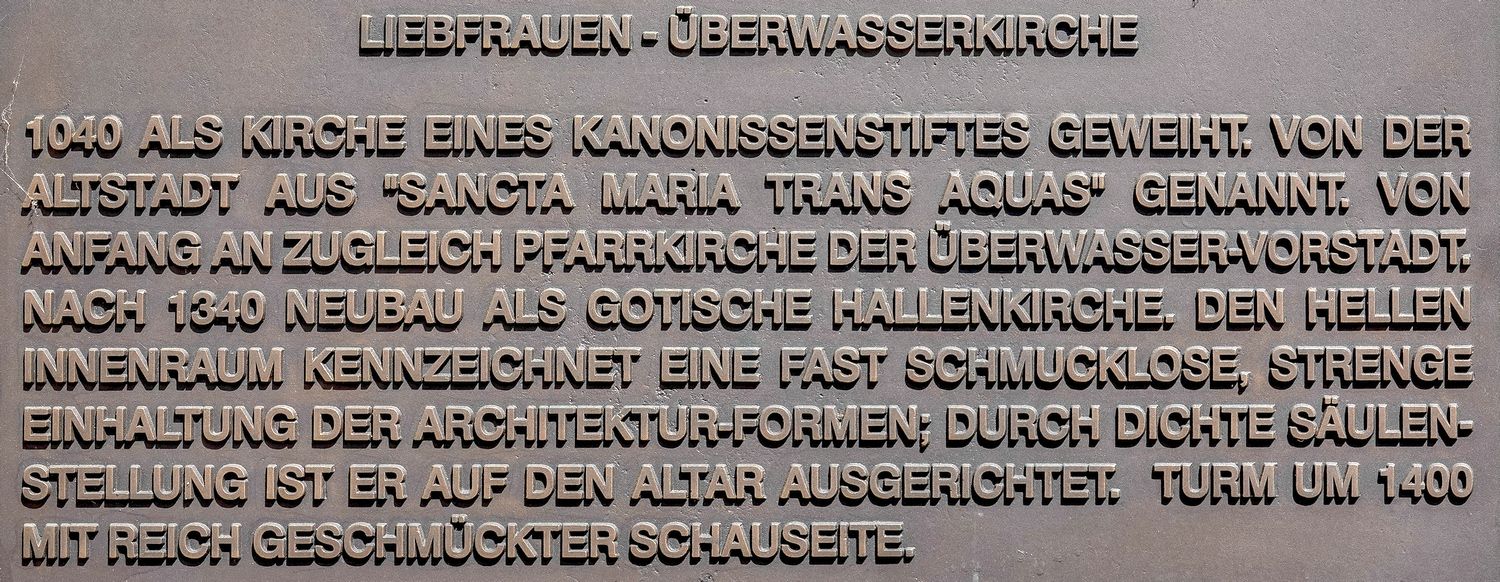 LIEBFRAUEN - ÜBERWASSERKIRCHE
1040 ALS KIRCHE EINES KANONISSENSTIFTES GEWEIHT. VON DER
ALTSTADT AUS "SANCTA MARIA TRANS AQUAS" GENANNT. VON
ANFANG AN ZUGLEICH PFARRKIRCHE DER ÜBERWASSER-VORSTADT.
NACH 1340 NEUBAU ALS GOTISCHE HALLENKIRCHE. DEN HELLEN
INNENRAUM KENNZEICHNET EINE FAST SCHMUCKLOSE, STRENGE
EINHALTUNG DER ARCHITEKTUR-FORMEN; DURCH DICHTE SÄULEN-
STELLUNG IST ER AUF DEN ALTAR AUSGERICHTET. TURM UM 1400
MIT REICH GESCHMÜCKTER SCHAUSEITE.